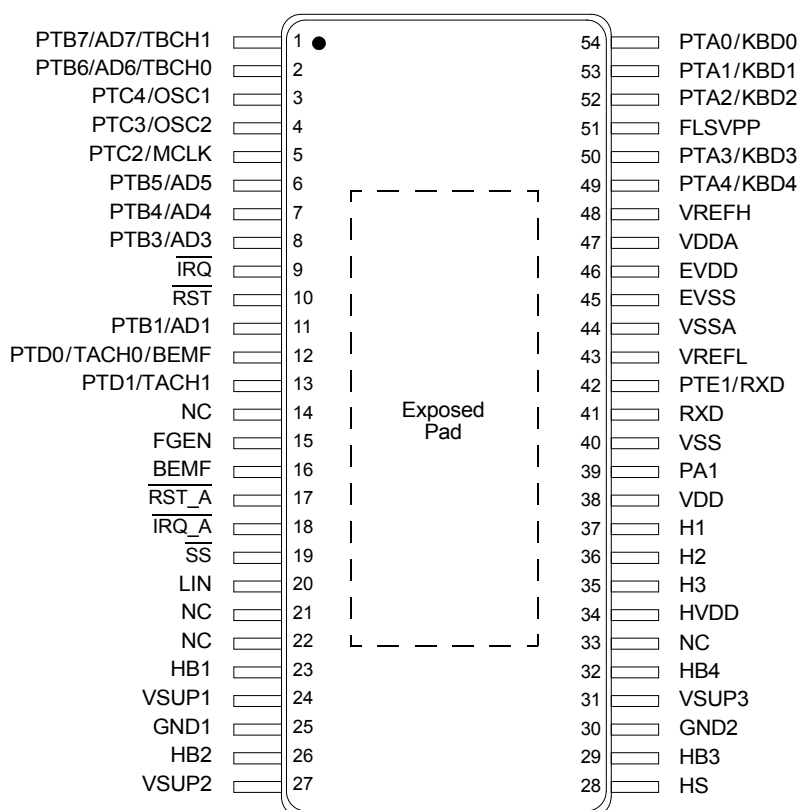 PTB7/AD7/TBCH1 1 54 PTA0/KBD0
PTB6/AD6/TBCH0 2 53 PTA1/KBD1
PTC4/OSC1 3 52 PTA2/KBD2
PTC3/OSC2 4 51 FLSVPP
PTC2/MCLK 5 50 PTA3/KBD3
PTB5/AD5 6 49 PTA4/KBD4
PTB4/AD4 7 48 VREFH
PTB3/AD3 8 47 VDDA
IRQ 9 46 EVDD
RST 10 45 EVSS
PTB1/AD1 11 44 VSSA
PTD0/TACH0/BEMF 12 43 VREFL
PTD1/TACH1 13 42 PTE1/RXD
NC 14 Exposed 41 RXD
FGEN 15 Pad 40 VSS
BEMF 16 39 PA1
RST_A 17 38 VDD
IRQ_A 18 37 H1
SS 19 36 H2
LIN 20 35 H3
NC 21 34 HVDD
NC 22 33 NC
HB1 23 32 HB4
VSUP1 24 31 VSUP3
GND1 25 30 GND2
HB2 26 29 HB3
VSUP2 27 28 HS